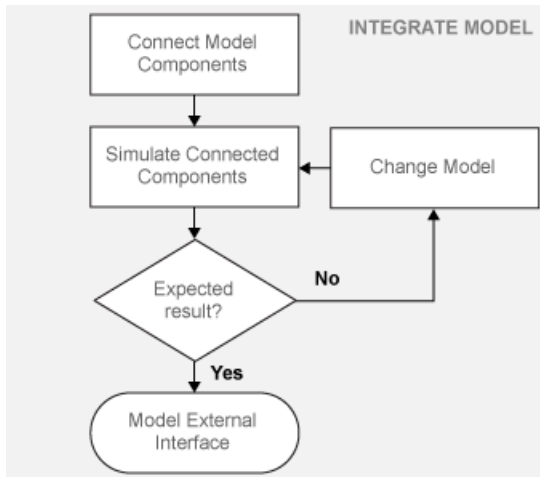 INTEGRATE MODEL
Connect Model
Components
Simulate Connected
Components
Change Model
Expected
result?
No
Yes
Model External
Interface